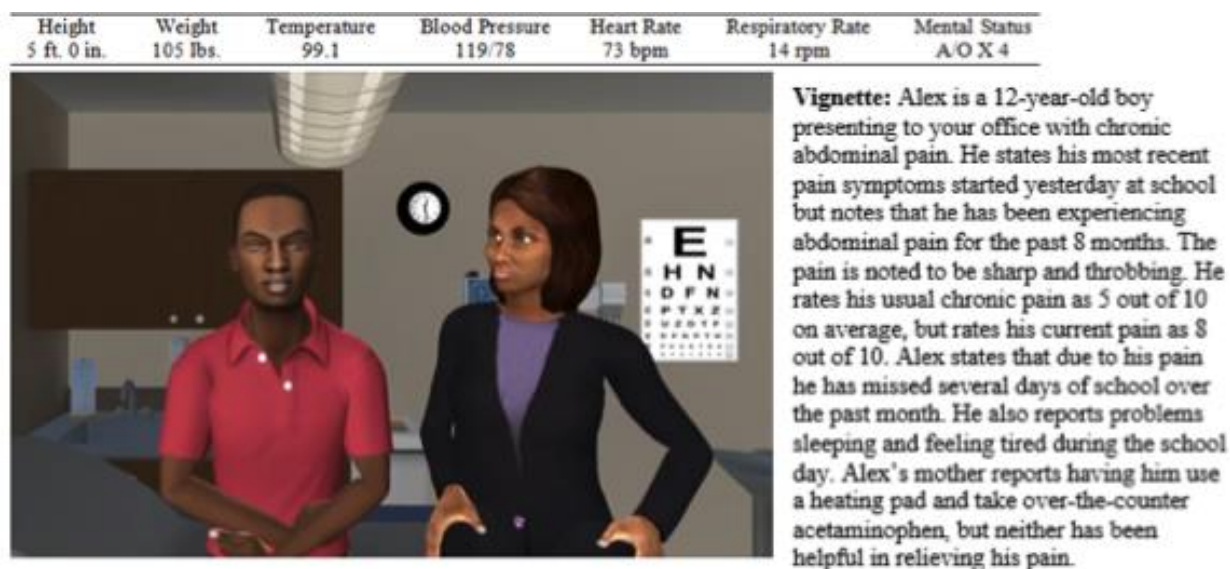 Height Weight Temperature Blood Pressure Heart Rate Respiratory Rate Mental Status
5 ft. 0 in. 105 lbs. 99.1 119/78 73 bpm 14 rpm A/O X 4
Vignette: Alex is a 12-year-old boy
presenting to your office with chronic
abdominal pain. He states his most recent
pain symptoms started yesterday at school
but notes that he has been experiencing
abdominal pain for the past 8 months. The
pain is noted to be sharp and throbbing. He
rates his usual chronic pain as 5 out of 10
on average, but rates his current pain as 8
out of 10. Alex states that due to his pain
he has missed several days of school over
the past month. He also reports problems
sleeping and feeling tired during the school
day. Alex's mother reports having him use
a heating pad and take over-the-counter
acetaminophen, but neither has been
helpful in relieving his pain.
E
H N
D F N
P T X Z